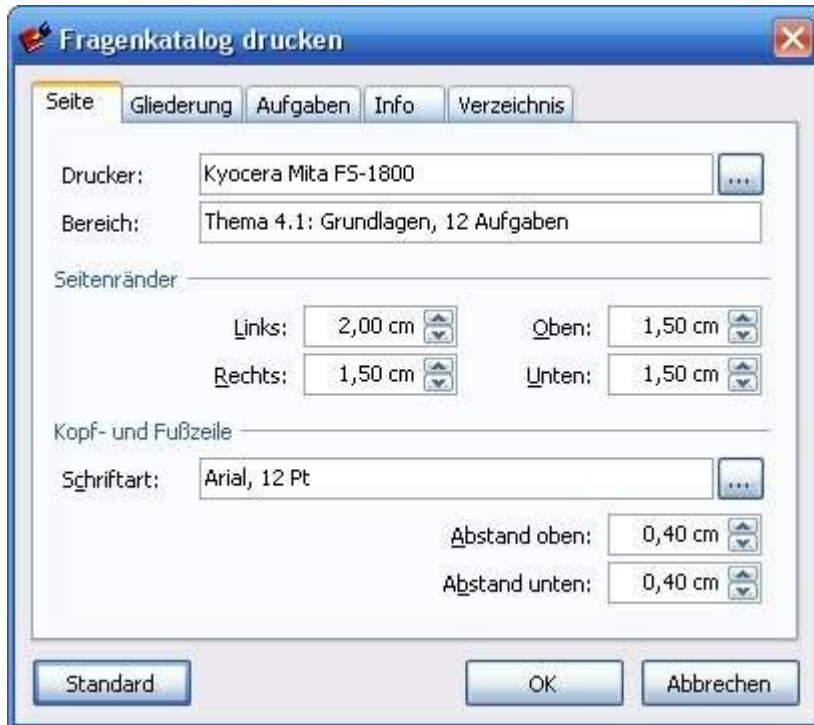 Fragenkatalog drucken
Seite Gliederung Aufgaben Info Verzeichnis
Drucker: Kyocera Mita FS-1800 ...
Bereich: Thema 4.1: Grundlagen, 12 Aufgaben
Seitenränder
Links: 2,00 cm Oben: 1,50 cm
Rechts: 1,50 cm Unten: 1,50 cm
Kopf- und Fußzeile
Schriftart: Arial, 12 Pt ...
Abstand oben: 0,40 cm
Abstand unten: 0,40 cm
Standard OK Abbrechen